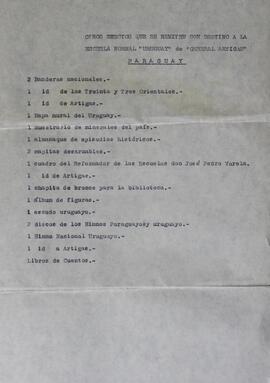 OTROS EFECTOS QUE SE REMITEN CON DESTINO A LA
ESCUELA NORMAL "URUGUAY" de "GENERAL ARTIGAS"
PARAGUAY
2 Banderas nacionales.-
1 id de los Treinta y Tres Orientales.-
1 id de Artigas.-
1 Mapa mural del Uruguay.-
1 Muestrario de minerales del país.-
1 almanaque de episodios históricos.-
2 mapitas desarmables.-
1 cuadro del Reformador de las Escuelas don José Pedro Varela.
1 id de Artigas.-
1 chapita de bronce para la biblioteca.-
1 Álbum de figuras.-
1 escudo uruguayo.-
2 discos de los Himnos Paraguayo y uruguayo.-
1 Himno Nacional Uruguayo.-
1 id a Artigas.-
Libros de Cuentos.-